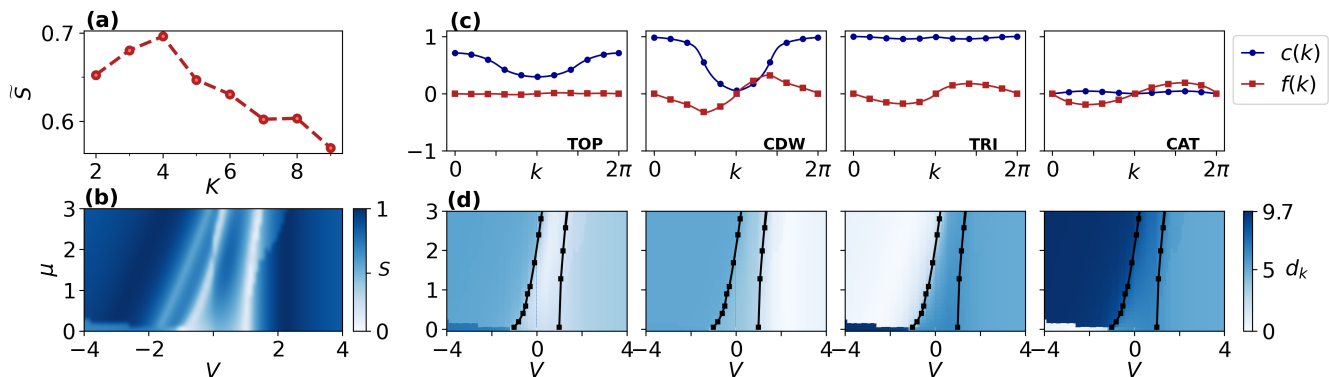 (a)
0.7
0.6
S̃
2 4 6 8
K
(b)
3
2
1
0
μ
−4 −2 0 2 4
V
1
S
0
(c)
1
0
−1
TOP
0 k 2π
CDW
0 k 2π
TRI
0 k 2π
CAT
0 k 2π
c(k)
f(k)
(d)
3
2
1
0
−4 0 4
V
−4 0 4
V
−4 0 4
V
−4 0 4
V
9.7
5
0
d_k